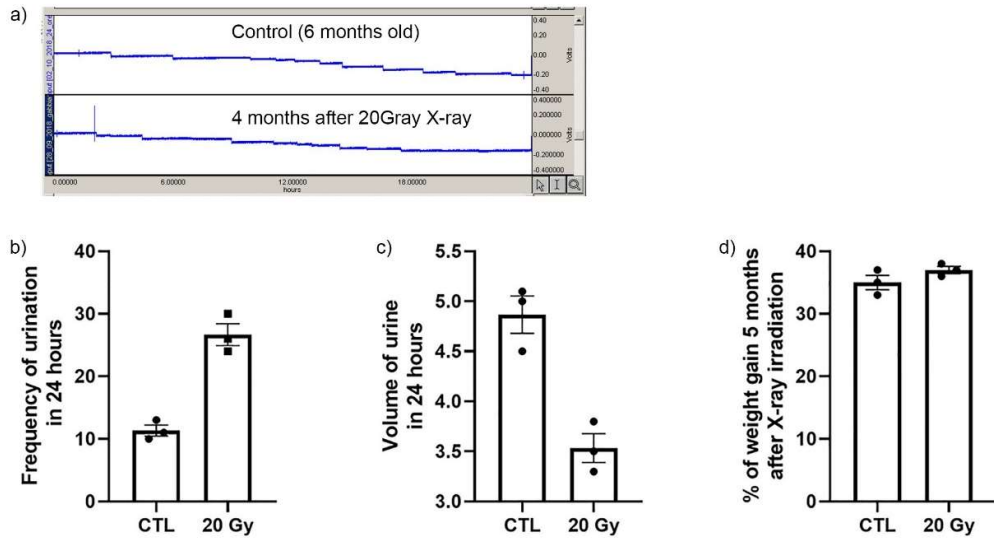 a)
Control (6 months old)
0.40
0.20
0.00
-0.20
-0.40
Volts
4 months after 20Gray X-ray
0.400000
0.200000
0.000000
-0.200000
-0.400000
Volts
0.00000
6.00000
12.00000
18.00000
hours
b)
Frequency of urination
in 24 hours
40
30
20
10
0
CTL
20 Gy
c)
Volume of urine
in 24 hours
5.5
5.0
4.5
4.0
3.5
3.0
CTL
20 Gy
d)
% of weight gain 5 months
after X-ray irradiation
40
30
20
10
0
CTL
20 Gy